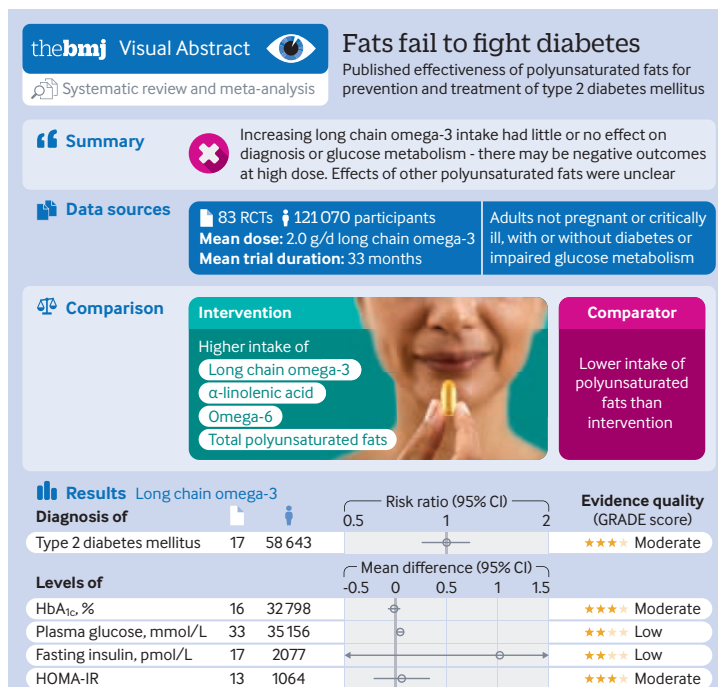 thebmj Visual Abstract
Systematic review and meta-analysis
Fats fail to fight diabetes
Published effectiveness of polyunsaturated fats for
prevention and treatment of type 2 diabetes mellitus
Summary
Increasing long chain omega-3 intake had little or no effect on
diagnosis or glucose metabolism - there may be negative outcomes
at high dose. Effects of other polyunsaturated fats were unclear
Data sources
83 RCTs 121 070 participants
Mean dose: 2.0 g/d long chain omega-3
Mean trial duration: 33 months
Adults not pregnant or critically
ill, with or without diabetes or
impaired glucose metabolism
Comparison
Intervention
Higher intake of
Long chain omega-3
α-linolenic acid
Omega-6
Total polyunsaturated fats
Comparator
Lower intake of
polyunsaturated
fats than
intervention
Results Long chain omega-3
Diagnosis of
Risk ratio (95% CI)
0.5 1 2
Evidence quality
(GRADE score)
Type 2 diabetes mellitus 17 58 643 Moderate
Levels of
Mean difference (95% CI)
-0.5 0 0.5 1 1.5
HbA1c, % 16 32 798 Moderate
Plasma glucose, mmol/L 33 35 156 Low
Fasting insulin, pmol/L 17 2077 Low
HOMA-IR 13 1064 Moderate